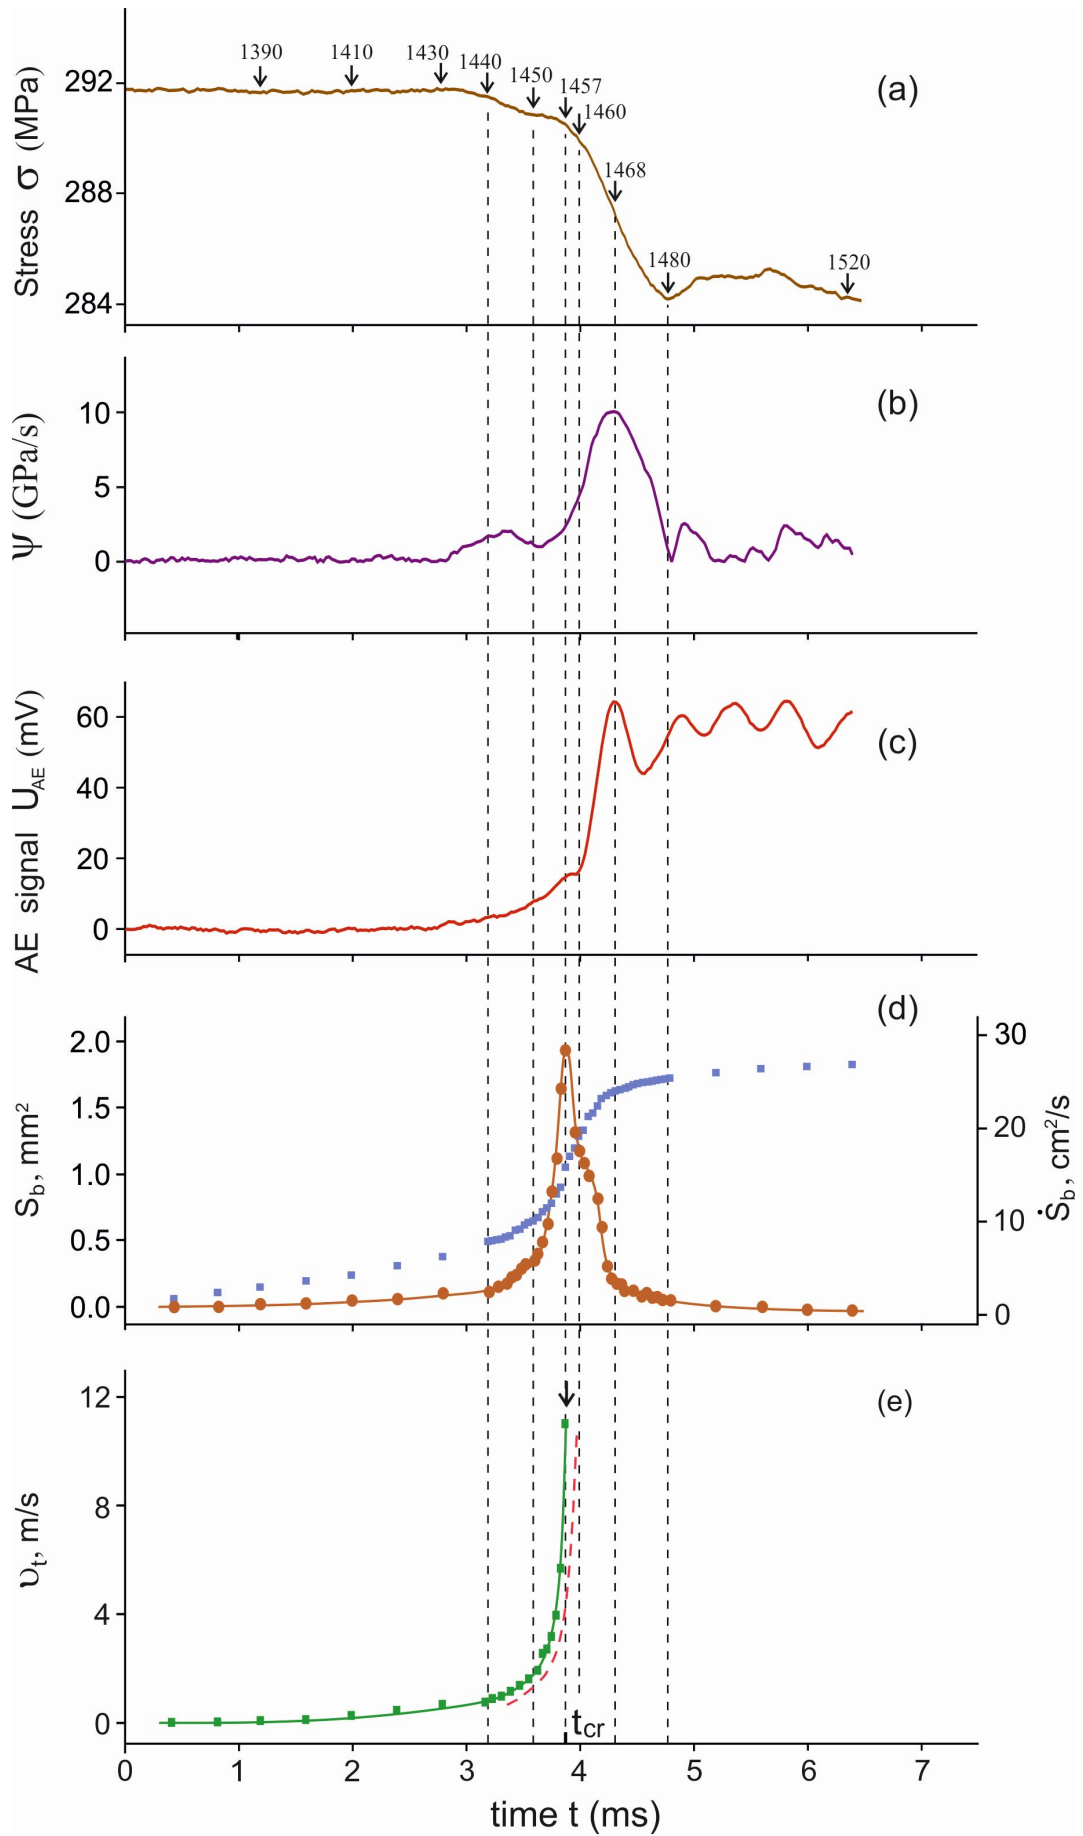 1390 1410 1430 1440 1450 1457 1460 1468 1480 1520
(a)
Stress σ (MPa)
292
288
284
(b)
Ψ (GPa/s)
10
5
0
(c)
AE signal U_AE (mV)
60
40
20
0
(d)
S_b, mm²
2.0
1.5
1.0
0.5
0.0
30
20
10
0
Ṡ_b, cm²/s
(e)
υ_t, m/s
12
8
4
0
t_cr
0 1 2 3 4 5 6 7
time t (ms)